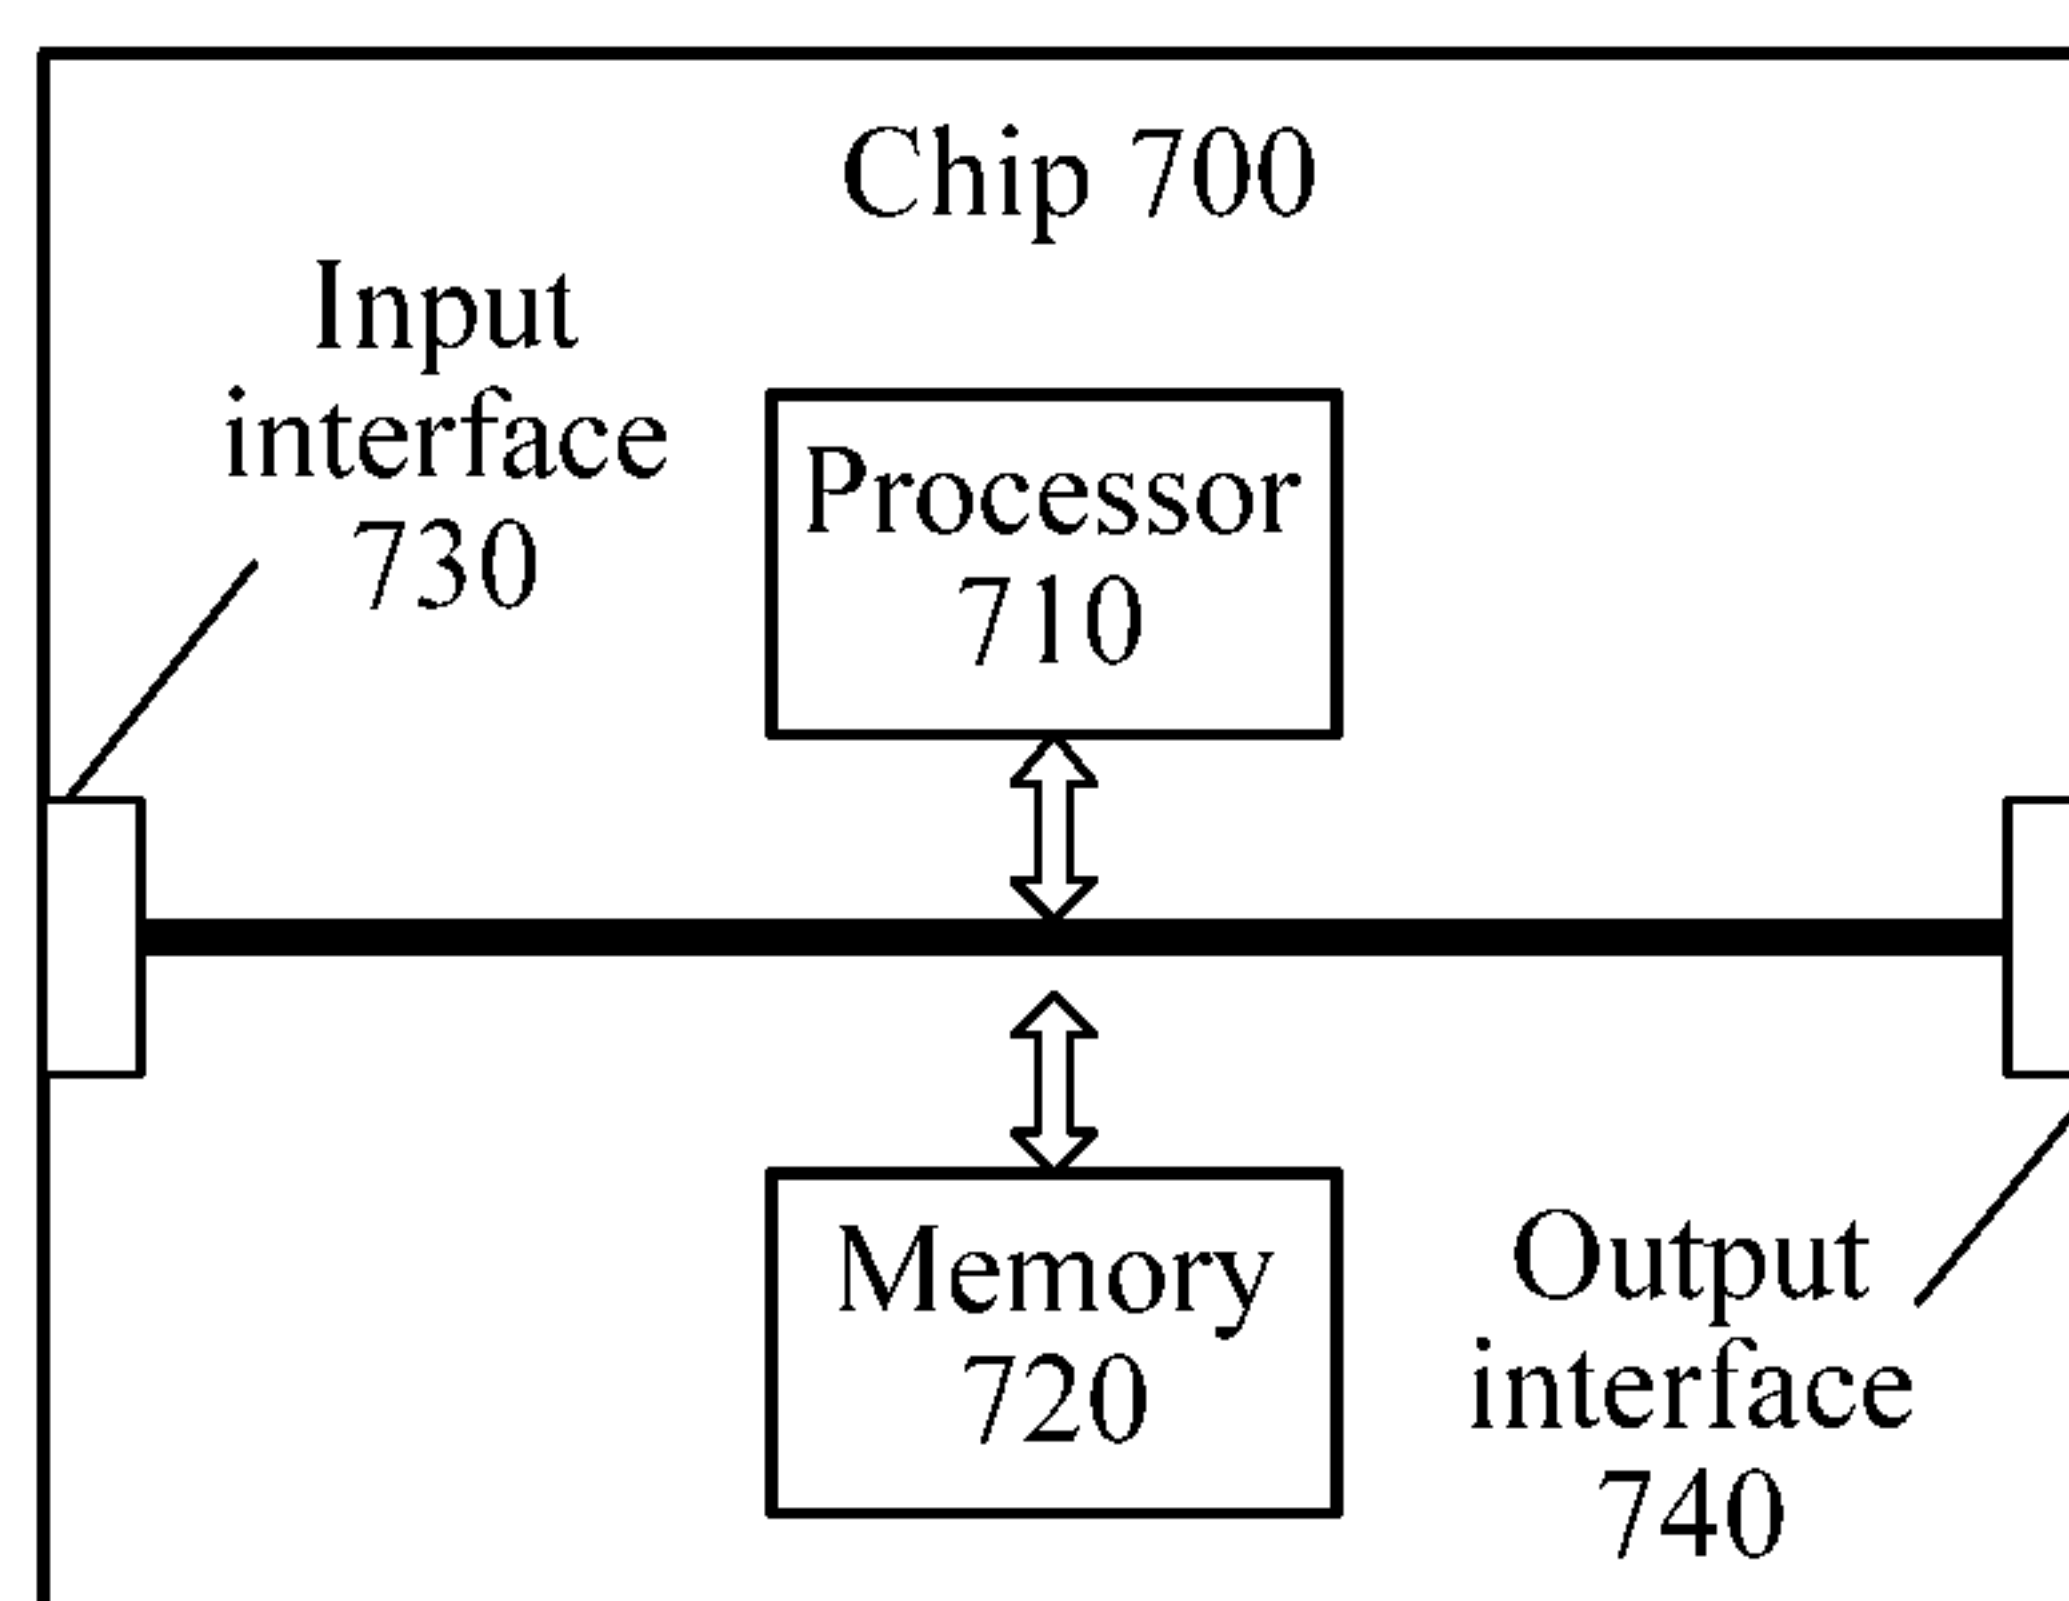 Chip 700
Input
interface
730
Processor
710
Memory
720
Output
interface
740